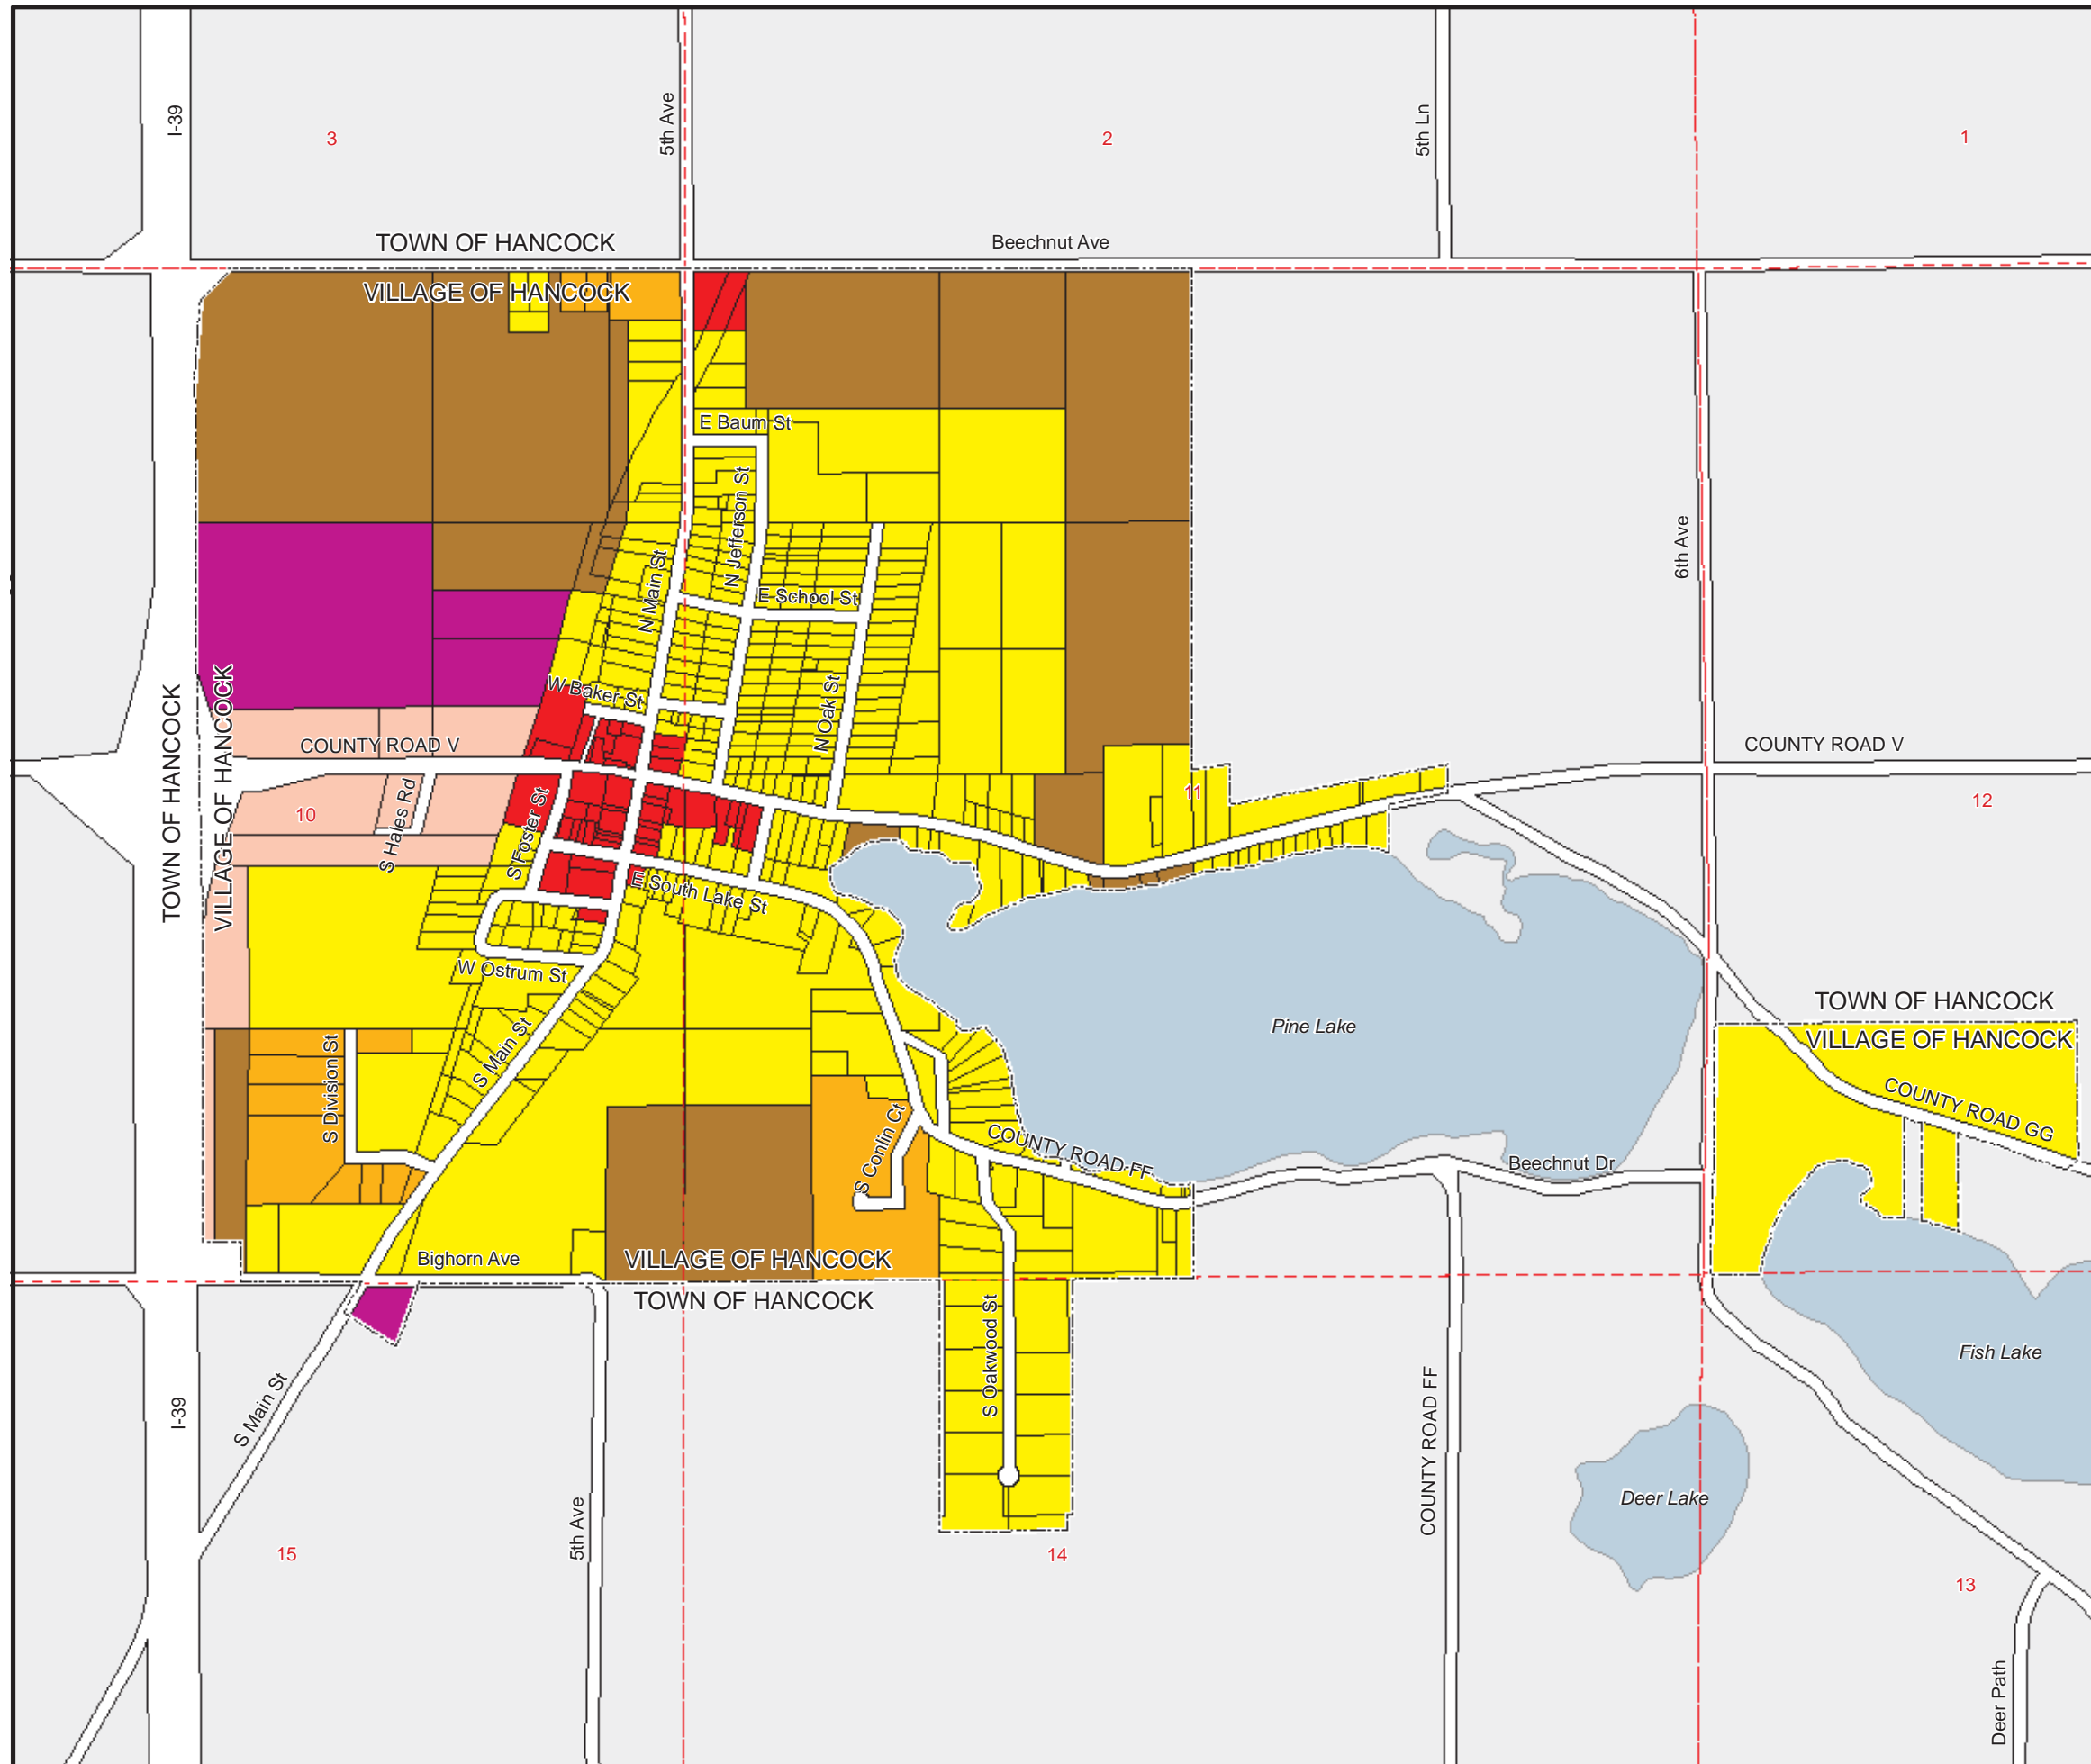 I-39
5th Ave
5th Ln
3
2
1
TOWN OF HANCOCK
Beechnut Ave
VILLAGE OF HANCOCK
E Baum St
N Jefferson St
N Main St
E School St
6th Ave
W Baker St
N Oak St
COUNTY ROAD V
COUNTY ROAD V
TOWN OF HANCOCK
VILLAGE OF HANCOCK
10
S Hales Rd
S Foster St
11
12
E South Lake St
W Ostrum St
S Main St
S Division St
Pine Lake
TOWN OF HANCOCK
VILLAGE OF HANCOCK
COUNTY ROAD GG
S Conlin Ct
COUNTY ROAD FF
Beechnut Dr
Bighorn Ave
VILLAGE OF HANCOCK
TOWN OF HANCOCK
S Oakwood St
Fish Lake
I-39
S Main St
COUNTY ROAD FF
Deer Lake
5th Ave
15
14
13
Deer Path